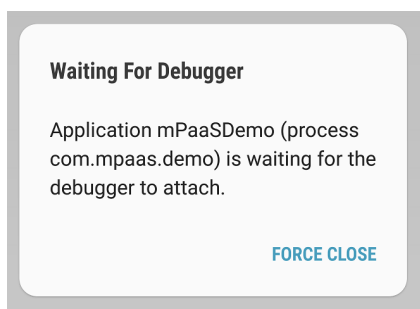 Waiting For Debugger
Application mPaaSDemo (process
com.mpaas.demo) is waiting for the
debugger to attach.
FORCE CLOSE